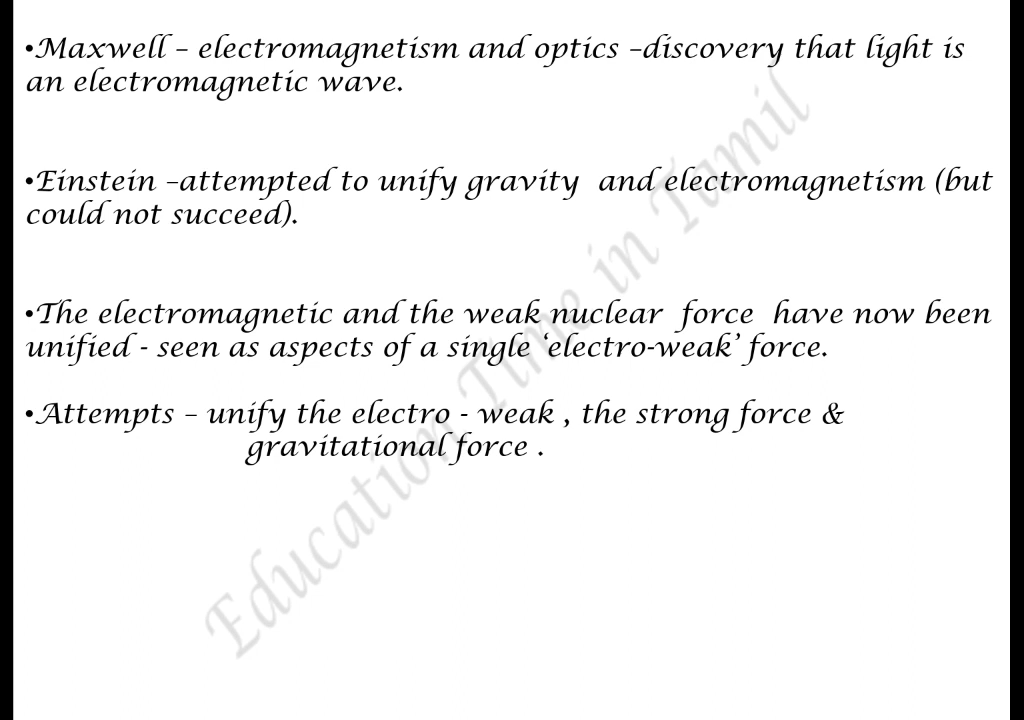 •Maxwell – electromagnetism and optics –discovery that light is
an electromagnetic wave.
•Einstein –attempted to unify gravity and electromagnetism (but
could not succeed).
•The electromagnetic and the weak nuclear force have now been
unified - seen as aspects of a single ‘electro-weak’ force.
•Attempts – unify the electro - weak , the strong force &
gravitational force .
Education Time in Tamil